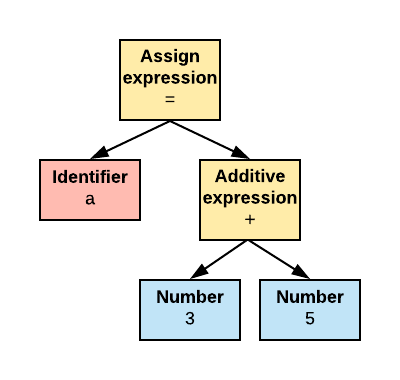 Assign
expression
=
Identifier
a
Additive
expression
+
Number
3
Number
5